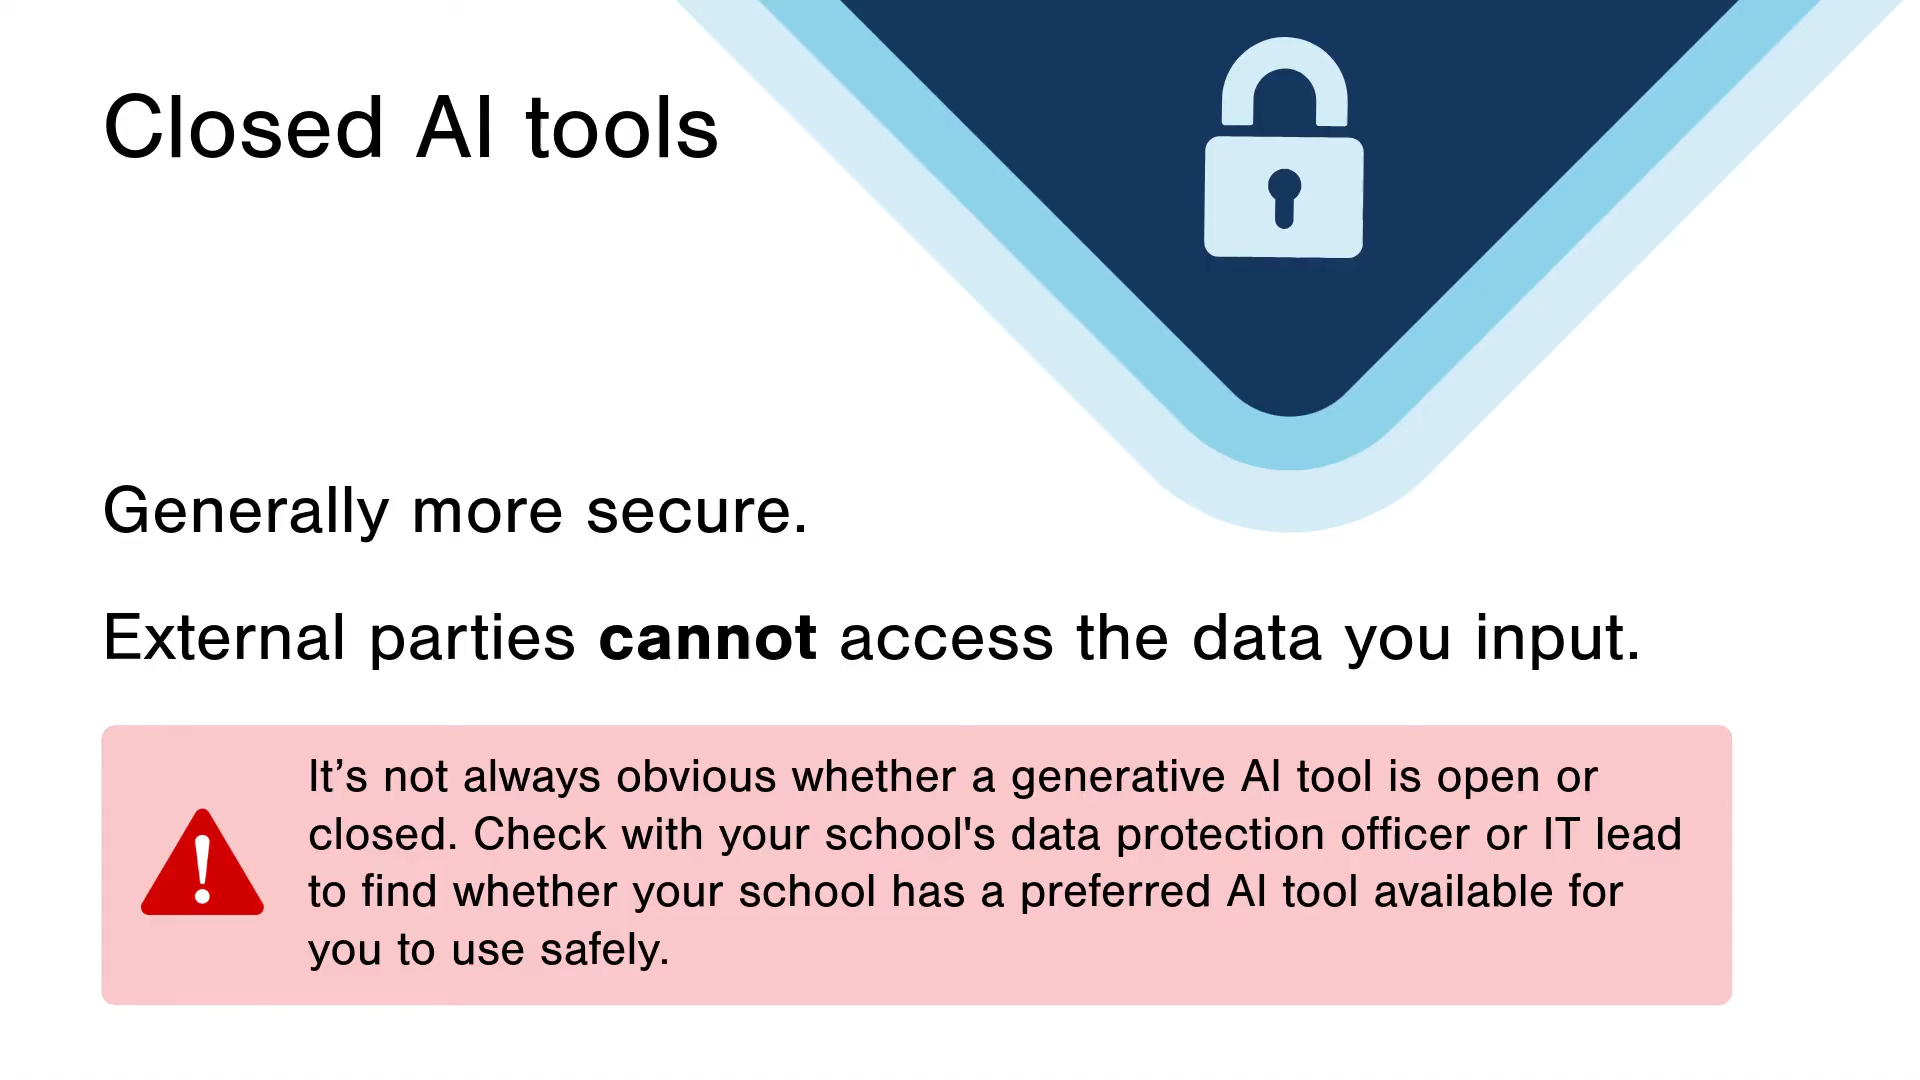 Closed AI tools
Generally more secure.
External parties cannot access the data you input.
It’s not always obvious whether a generative AI tool is open or
closed. Check with your school's data protection officer or IT lead
to find whether your school has a preferred AI tool available for
you to use safely.